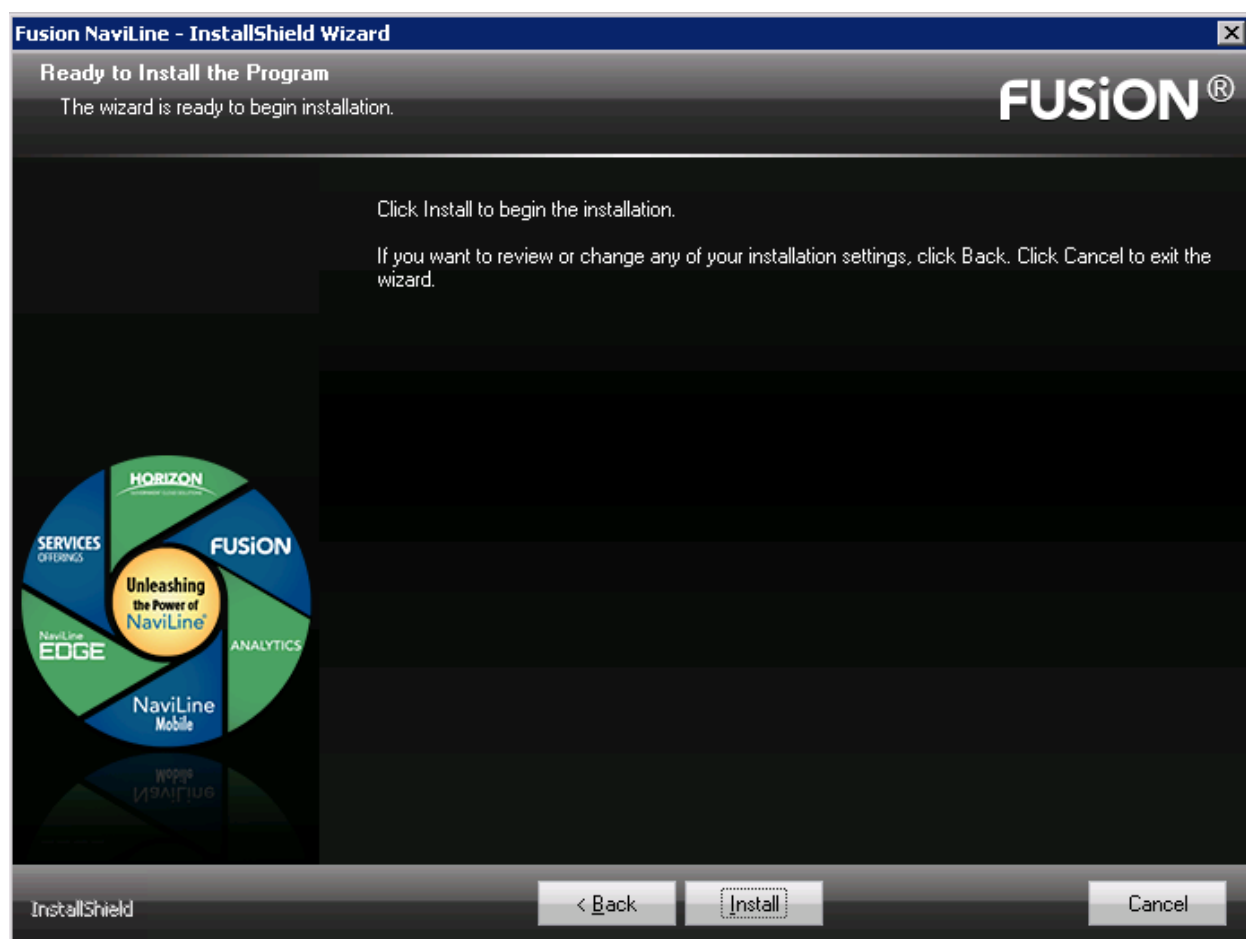 Fusion NaviLine - InstallShield Wizard
Ready to Install the Program
The wizard is ready to begin installation.
FUSiON®
Click Install to begin the installation.
If you want to review or change any of your installation settings, click Back. Click Cancel to exit the
wizard.
HORIZON
SERVICES
OFFERINGS
FUSiON
Unleashing
the Power of
NaviLine®
NaviLine
EDGE
ANALYTICS
NaviLine
Mobile
InstallShield
< Back
Install
Cancel